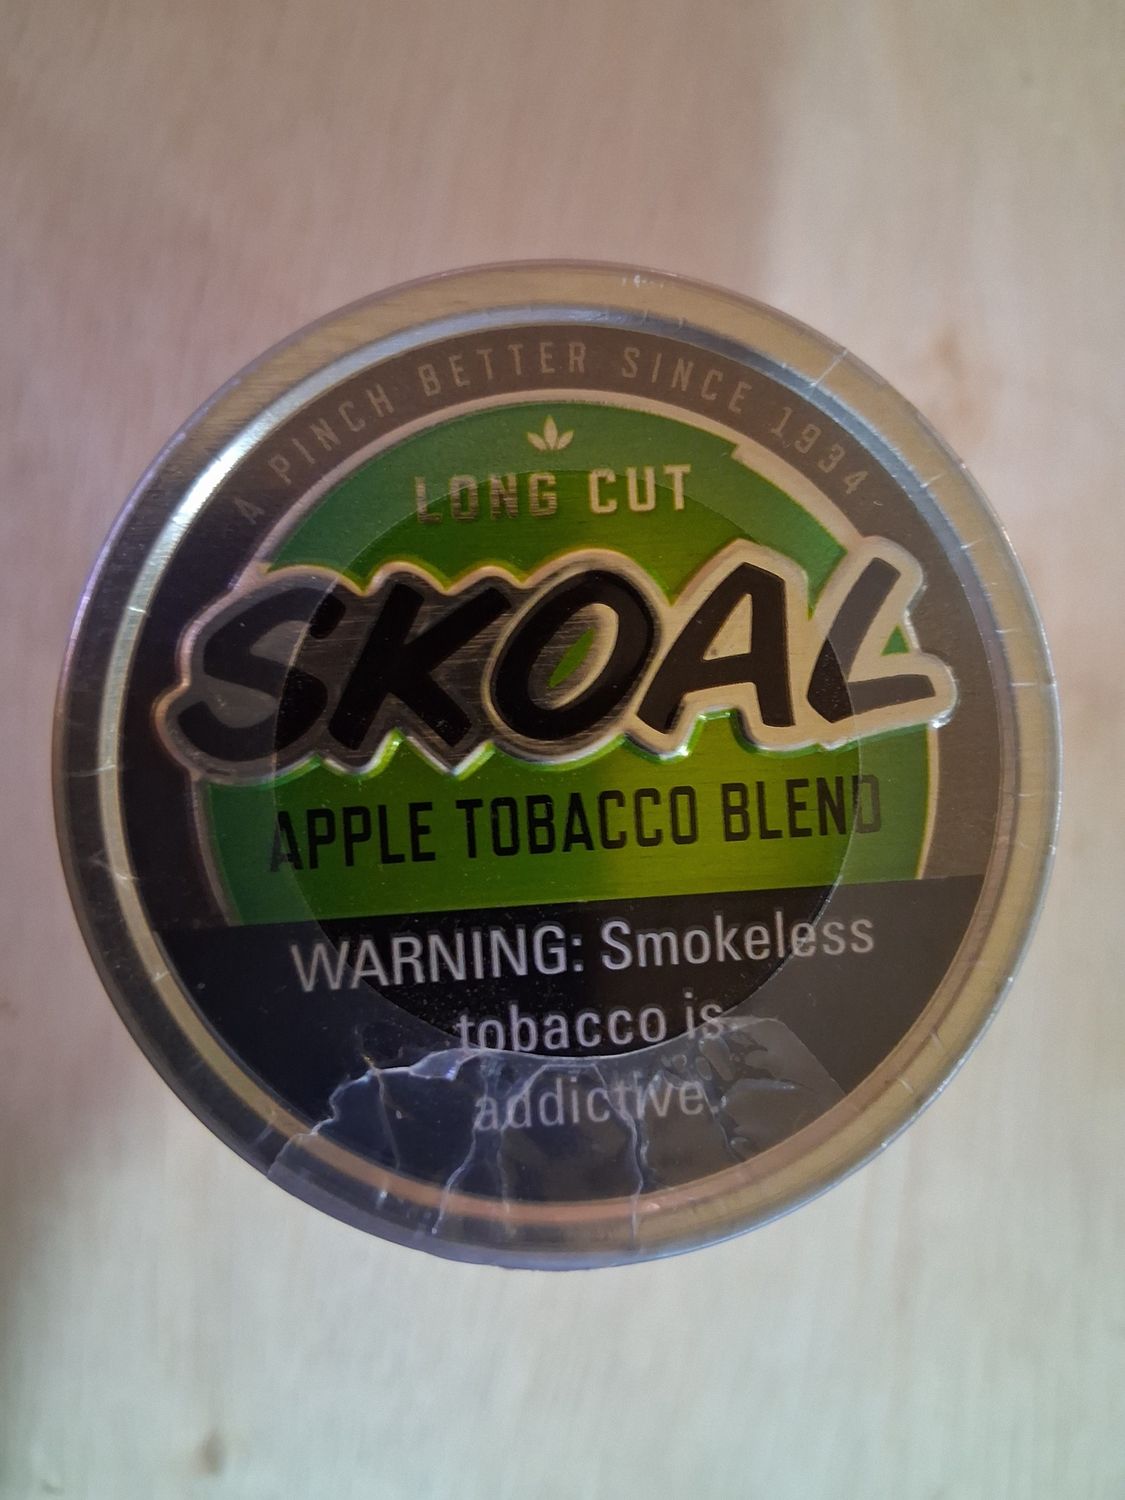 A PINCH BETTER SINCE 1934
LONG CUT
SKOAL
APPLE TOBACCO BLEND
WARNING: Smokeless
tobacco is
addictive.